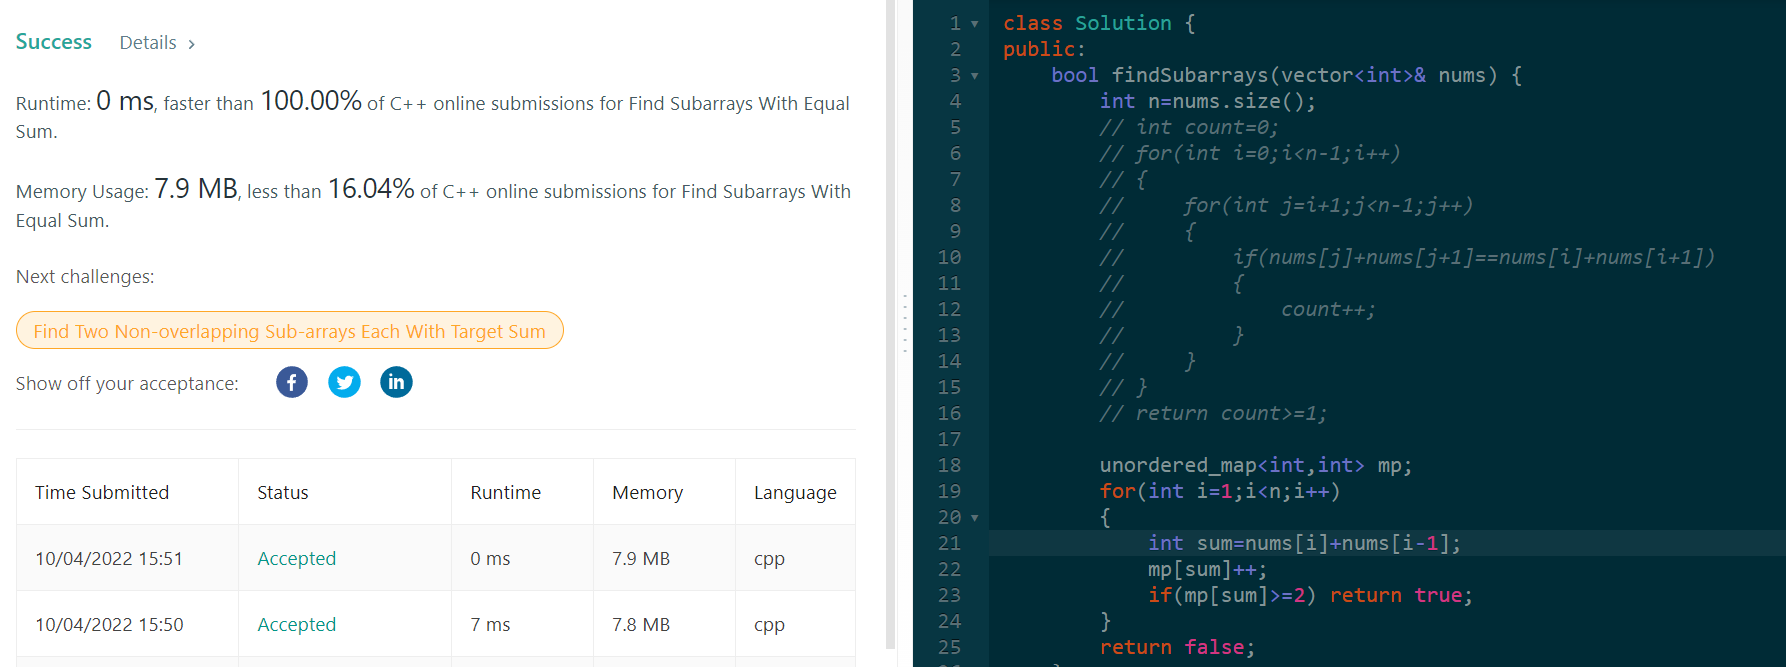 Success Details >
Runtime: 0 ms, faster than 100.00% of C++ online submissions for Find Subarrays With Equal
Sum.
Memory Usage: 7.9 MB, less than 16.04% of C++ online submissions for Find Subarrays With
Equal Sum.
Next challenges:
Find Two Non-overlapping Sub-arrays Each With Target Sum
Show off your acceptance: f in
Time Submitted Status Runtime Memory Language
10/04/2022 15:51 Accepted 0 ms 7.9 MB cpp
10/04/2022 15:50 Accepted 7 ms 7.8 MB cpp
1 class Solution {
2 public:
3     bool findSubarrays(vector<int>& nums) {
4         int n=nums.size();
5         // int count=0;
6         // for(int i=0;i<n-1;i++)
7         // {
8         //     for(int j=i+1;j<n-1;j++)
9         //     {
10         //         if(nums[j]+nums[j+1]==nums[i]+nums[i+1])
11         //         {
12         //             count++;
13         //         }
14         //     }
15         // }
16         // return count>=1;
17
18         unordered_map<int,int> mp;
19         for(int i=1;i<n;i++)
20         {
21             int sum=nums[i]+nums[i-1];
22             mp[sum]++;
23             if(mp[sum]>=2) return true;
24         }
25         return false;